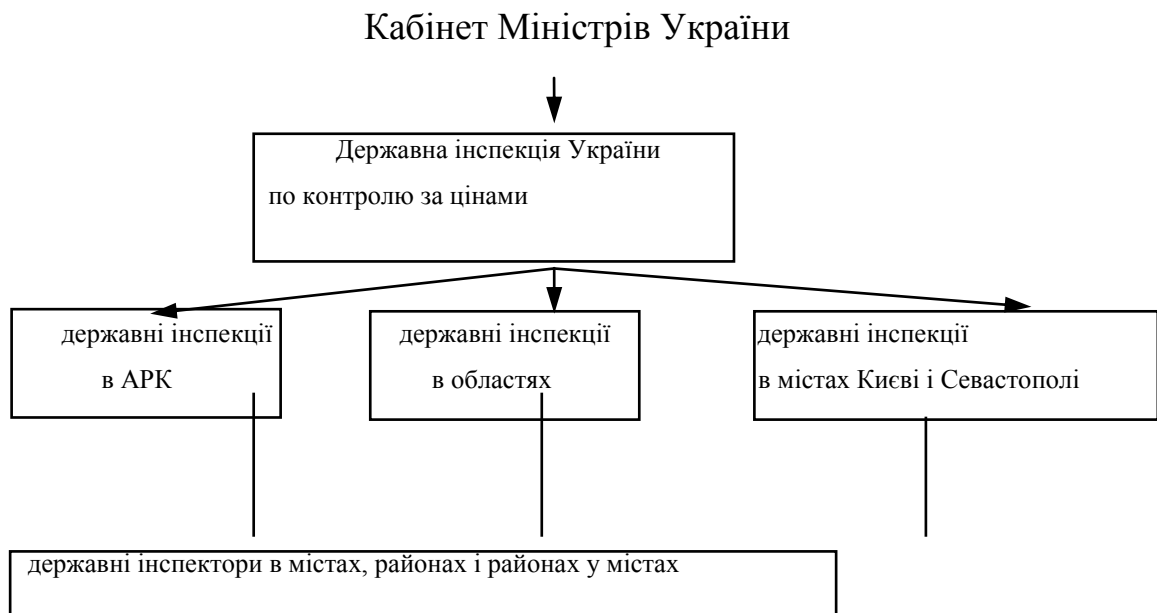 Кабінет Міністрів України
Державна інспекція України
по контролю за цінами
державні інспекції
в АРК
державні інспекції
в областях
державні інспекції
в містах Києві і Севастополі
державні інспектори в містах, районах і районах у містах